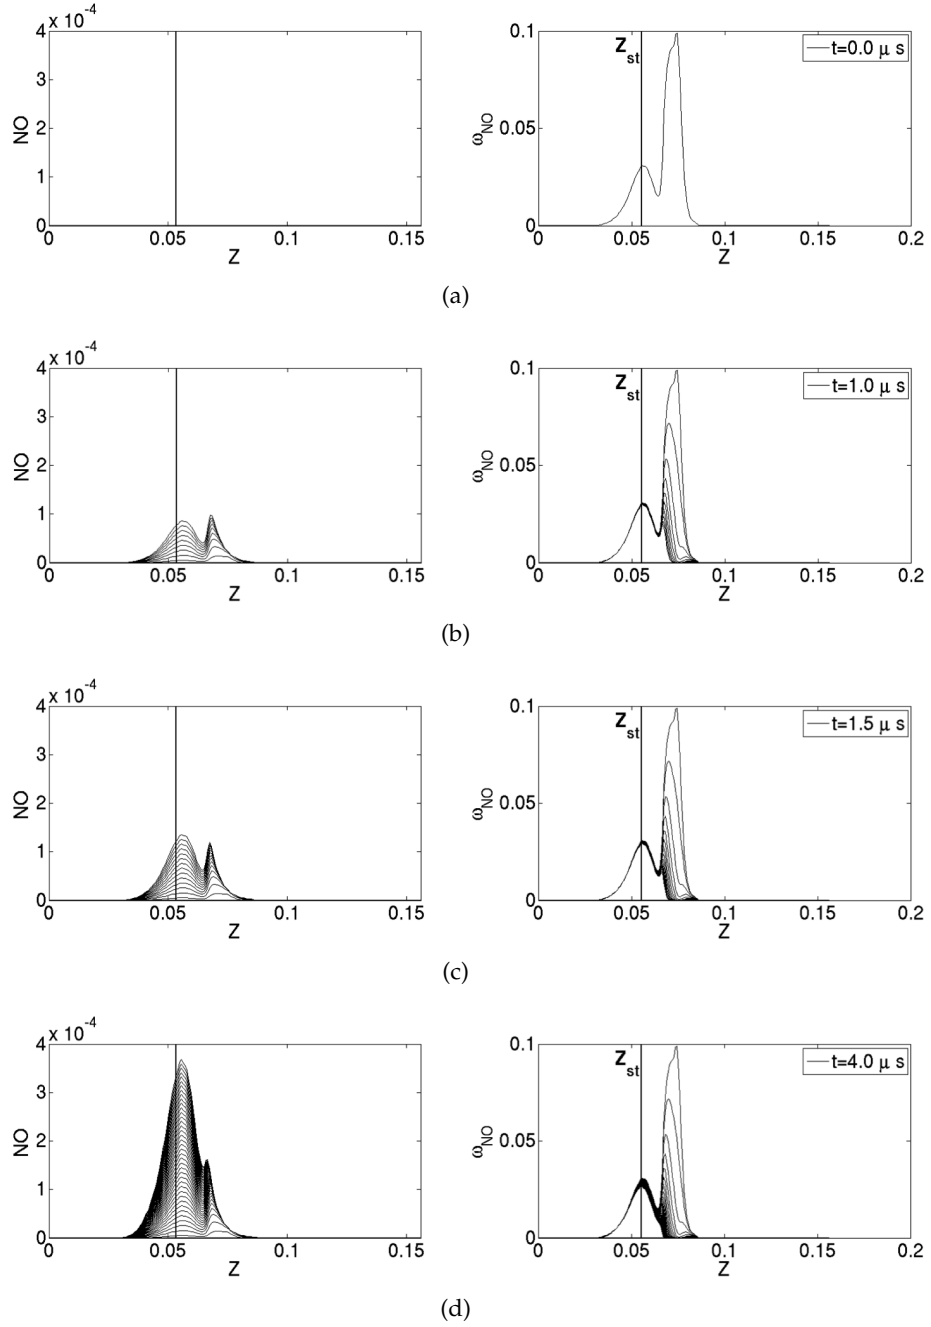 x 10⁻⁴
4
3
2
1
0
NO
0 0.05 0.1 0.15
Z
0.1
0.05
0
ω_NO
Z_st
t=0.0 μ s
0 0.05 0.1 0.15 0.2
Z
(a)
x 10⁻⁴
4
3
2
1
0
NO
0 0.05 0.1 0.15
Z
0.1
0.05
0
ω_NO
Z_st
t=1.0 μ s
0 0.05 0.1 0.15 0.2
Z
(b)
x 10⁻⁴
4
3
2
1
0
NO
0 0.05 0.1 0.15
Z
0.1
0.05
0
ω_NO
Z_st
t=1.5 μ s
0 0.05 0.1 0.15 0.2
Z
(c)
x 10⁻⁴
4
3
2
1
0
NO
0 0.05 0.1 0.15
Z
0.1
0.05
0
ω_NO
Z_st
t=4.0 μ s
0 0.05 0.1 0.15 0.2
Z
(d)